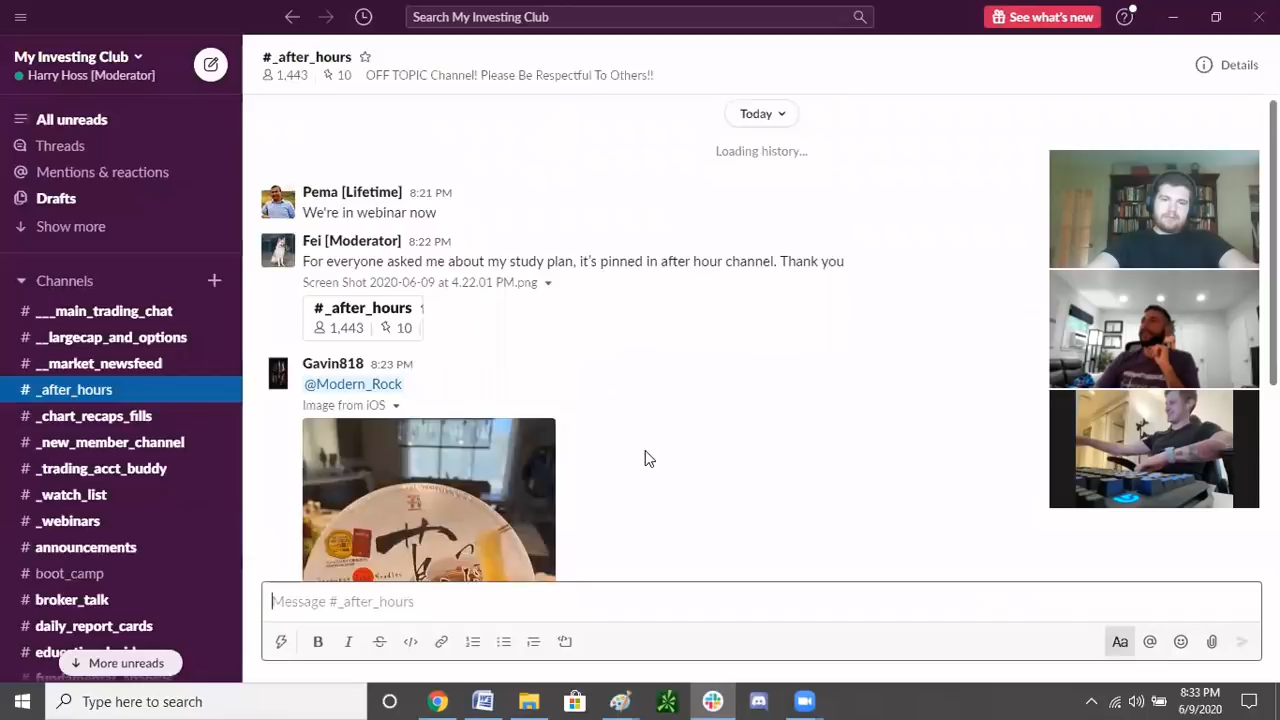 Search My Investing Club
See what's new
My Investing Club
Harry Hoss [Moderator]
All unreads
Threads
Mentions & reactions
Drafts
Show more
Channels
# ___main_trading_chat
# __largecap_and_options
# __market_newsfeed
# _after_hours
# _chart_recaps_fills
# _new_member_channel
# _trading_acct_buddy
# _watch_list
# _webinars
# announcements
# boot_camp
# broker_talk
# daily_report_cards
More unreads
#_after_hours
1,443 | 10 OFF TOPIC Channel! Please Be Respectful To Others!!
Details
Today
Loading history...
Pema [Lifetime] 8:21 PM
We're in webinar now
Fei [Moderator] 8:22 PM
For everyone asked me about my study plan, it's pinned in after hour channel. Thank you
Screen Shot 2020-06-09 at 4.22.01 PM.png
#_after_hours
1,443 | 10
Gavin818 8:23 PM
@Modern_Rock
Image from iOS
Message #_after_hours
B I S </> Aa @
Type here to search
8:33 PM
6/9/2020